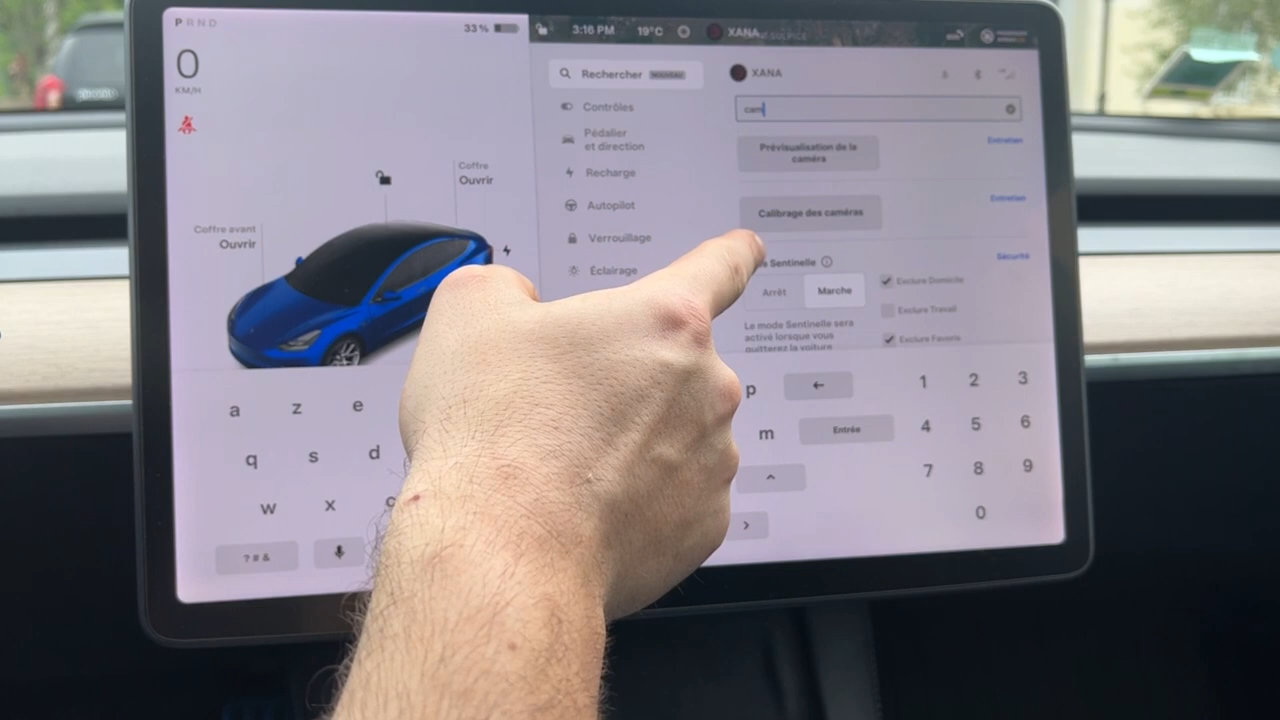 P R N D
33 %
0
KM/H
Coffre
Ouvrir
Coffre avant
Ouvrir
3:16 PM 19°C XANA
Rechercher NOUVEAU
Contrôles
Pédalier
et direction
Recharge
Autopilot
Verrouillage
Éclairage
XANA
cam
Prévisualisation de la
caméra
Entretien
Calibrage des caméras
Entretien
Sentinelle
Sécurité
Arrêt Marche
Exclure Domicile
Exclure Travail
Exclure Favoris
Le mode Sentinelle sera
activé lorsque vous
quitterez la voiture
a z e p ← 1 2 3
q s d m Entrée 4 5 6
w x c ^ 7 8 9
? # & > 0